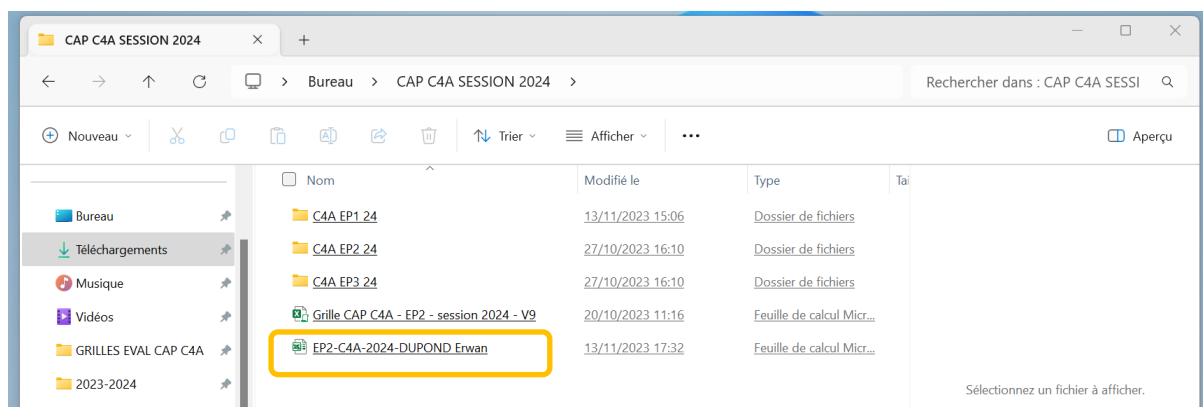 CAP C4A SESSION 2024
Bureau > CAP C4A SESSION 2024 >
Rechercher dans : CAP C4A SESSI
Nouveau
Trier
Afficher
Aperçu
Nom Modifié le Type Tai
Bureau
C4A EP1 24 13/11/2023 15:06 Dossier de fichiers
Téléchargements
C4A EP2 24 27/10/2023 16:10 Dossier de fichiers
Musique
C4A EP3 24 27/10/2023 16:10 Dossier de fichiers
Vidéos
Grille CAP C4A - EP2 - session 2024 - V9 20/10/2023 11:16 Feuille de calcul Micr...
GRILLES EVAL CAP C4A
EP2-C4A-2024-DUPOND Erwan 13/11/2023 17:32 Feuille de calcul Micr...
2023-2024
Sélectionnez un fichier à afficher.